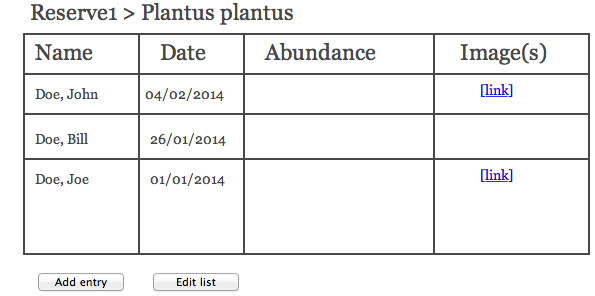 Reserve1 > Plantus plantus
Name Date Abundance Image(s)
Doe, John 04/02/2014 [link]
Doe, Bill 26/01/2014
Doe, Joe 01/01/2014 [link]
Add entry Edit list